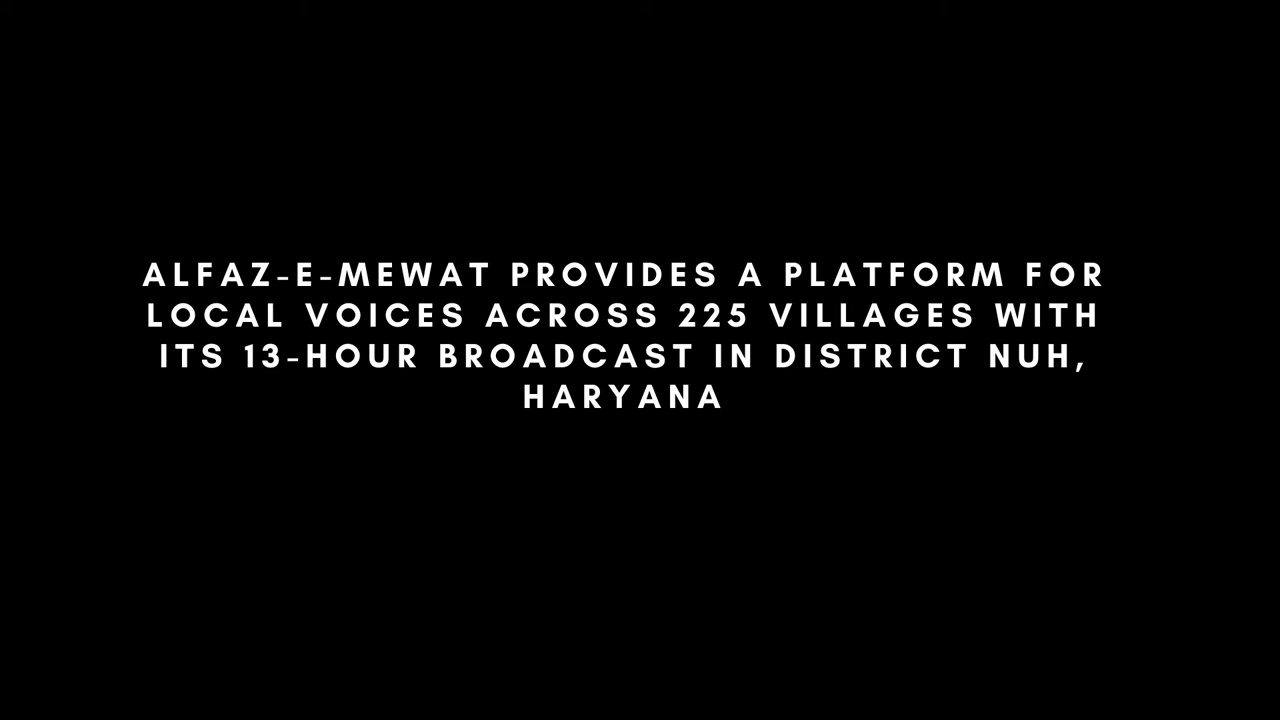 ALFAZ-E-MEWAT PROVIDES A PLATFORM FOR
LOCAL VOICES ACROSS 225 VILLAGES WITH
ITS 13-HOUR BROADCAST IN DISTRICT NUH,
HARYANA